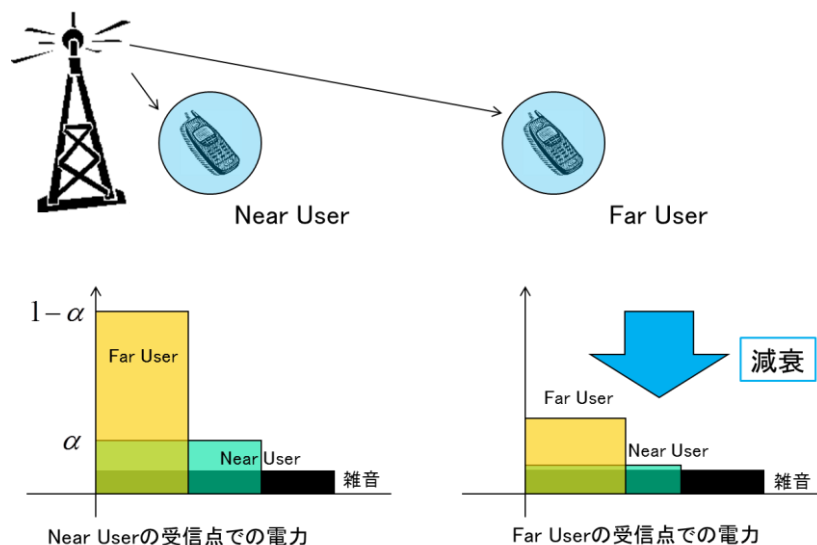 Near User
Far User
1-α
Far User
α
Near User
雑音
Near Userの受信点での電力
減衰
Far User
Near User
雑音
Far Userの受信点での電力